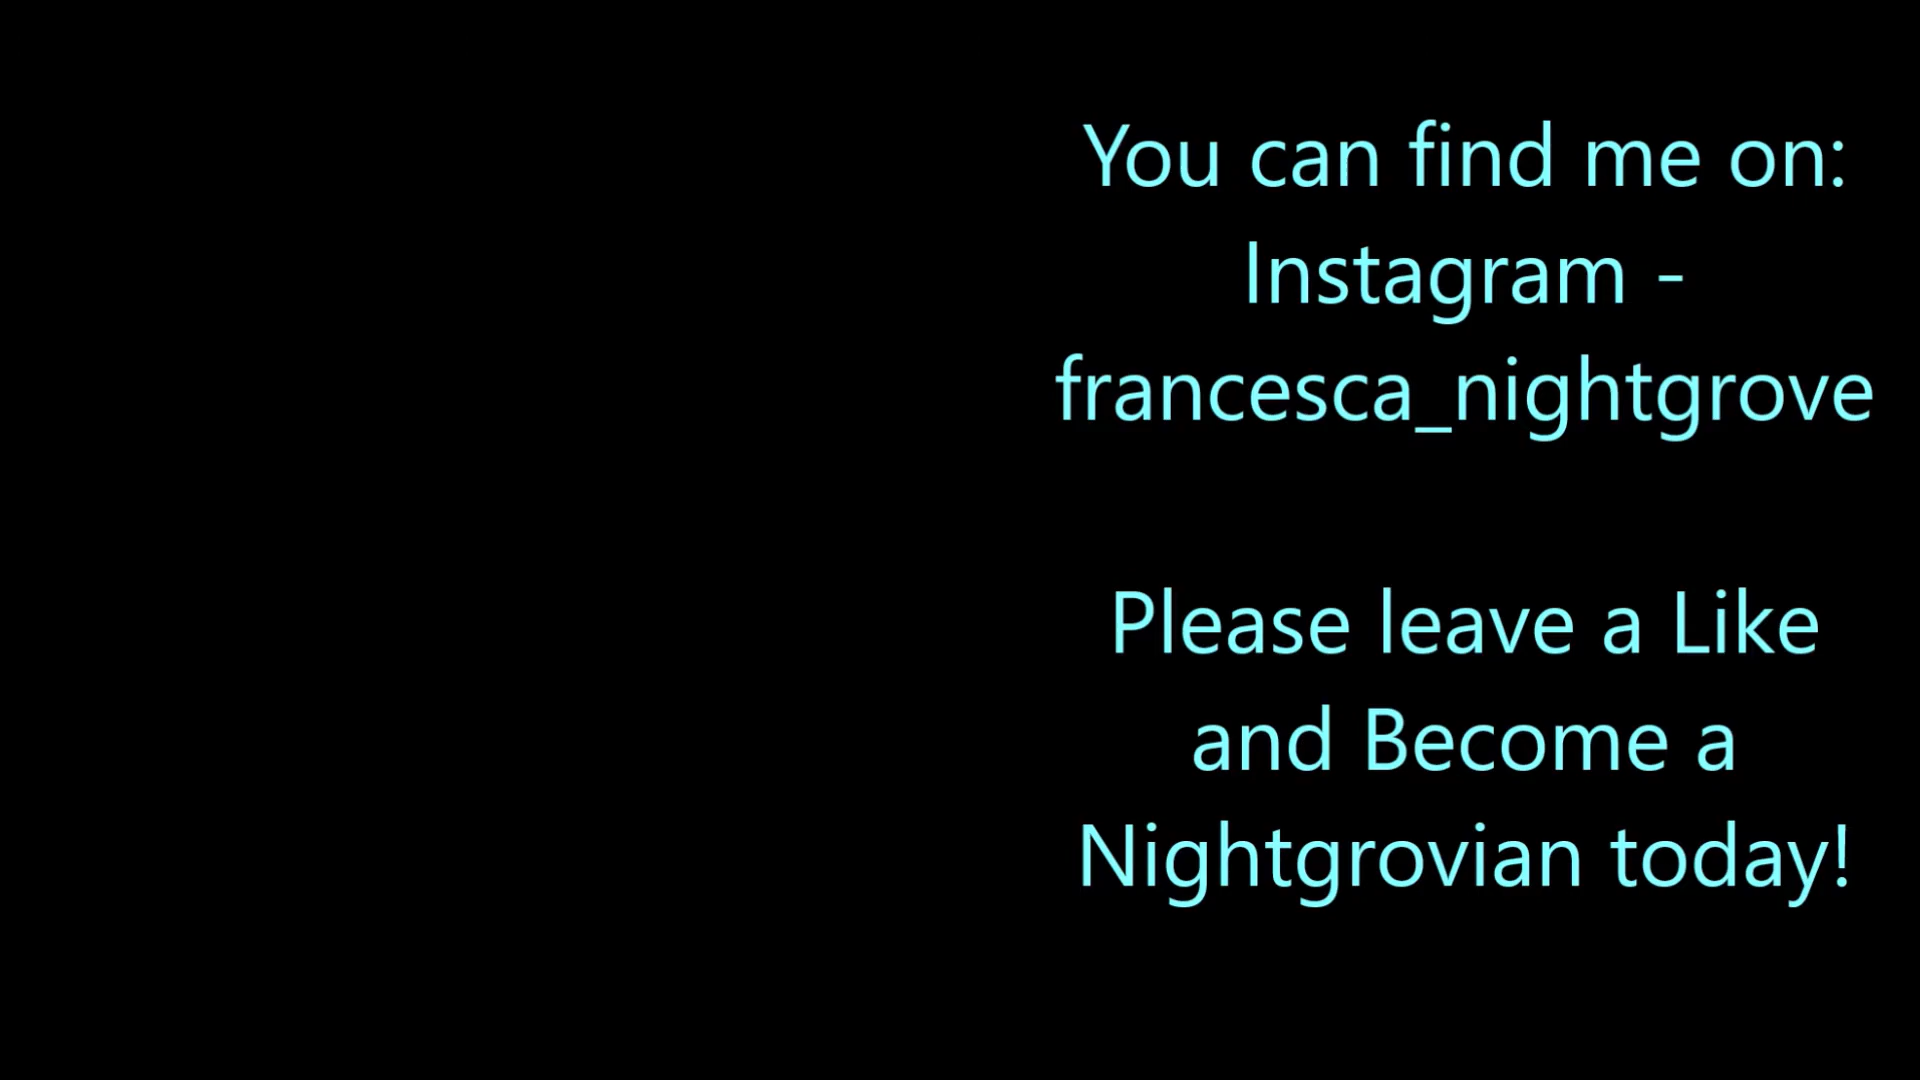 You can find me on:
Instagram -
francesca_nightgrove
Please leave a Like
and Become a
Nightgrovian today!